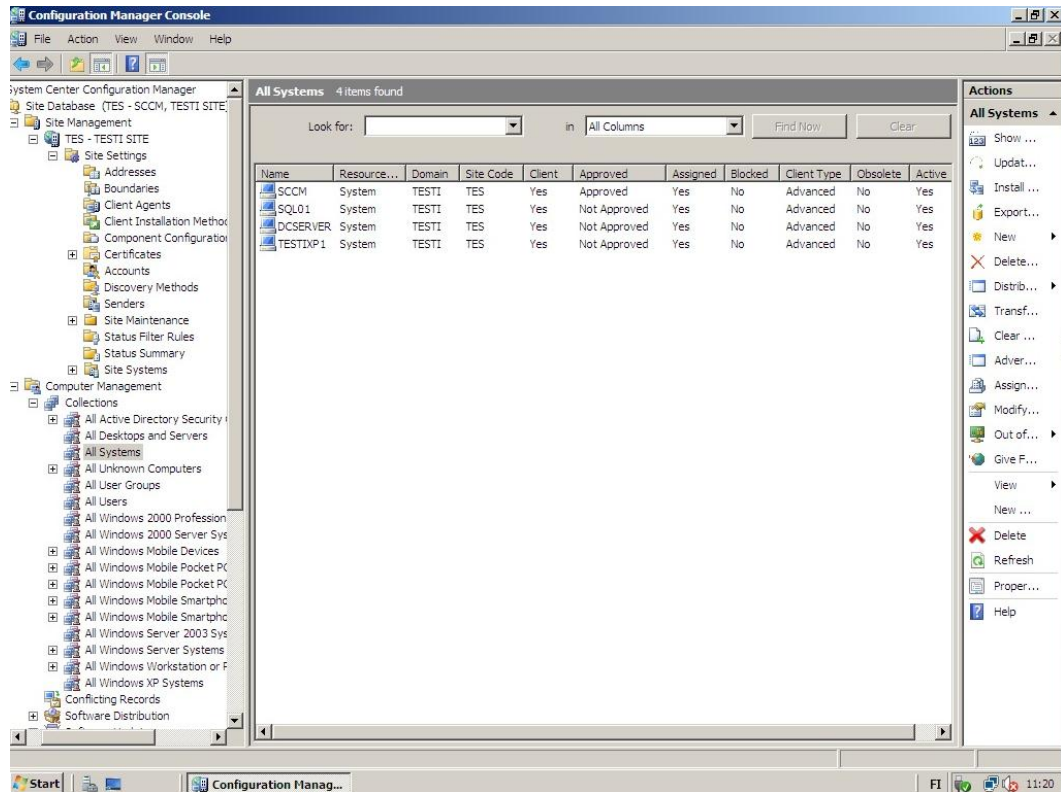 Configuration Manager Console
File Action View Window Help
System Center Configuration Manager
Site Database (TES - SCCM, TESTI SITE)
Site Management
TES - TESTI SITE
Site Settings
Addresses
Boundaries
Client Agents
Client Installation Method
Component Configuration
Certificates
Accounts
Discovery Methods
Senders
Site Maintenance
Status Filter Rules
Status Summary
Site Systems
Computer Management
Collections
All Active Directory Security
All Desktops and Servers
All Systems
All Unknown Computers
All User Groups
All Users
All Windows 2000 Profession
All Windows 2000 Server Sys
All Windows Mobile Devices
All Windows Mobile Pocket PC
All Windows Mobile Pocket PC
All Windows Mobile Smartpho
All Windows Mobile Smartpho
All Windows Server 2003 Sys
All Windows Server Systems
All Windows Workstation or P
All Windows XP Systems
Conflicting Records
Software Distribution
All Systems 4 items found
Look for: in All Columns Find Now Clear
Name Resource... Domain Site Code Client Approved Assigned Blocked Client Type Obsolete Active
SCCM System TESTI TES Yes Approved Yes No Advanced No Yes
SQL01 System TESTI TES Yes Not Approved Yes No Advanced No Yes
DCSERVER System TESTI TES Yes Not Approved Yes No Advanced No Yes
TESTIXP1 System TESTI TES Yes Not Approved Yes No Advanced No Yes
Actions
All Systems
Show ...
Updat...
Install ...
Export...
New
Delete...
Distrib...
Transf...
Clear ...
Adver...
Assign...
Modify...
Out of...
Give F...
View
New ...
Delete
Refresh
Proper...
Help
Start Configuration Manag... FI 11:20